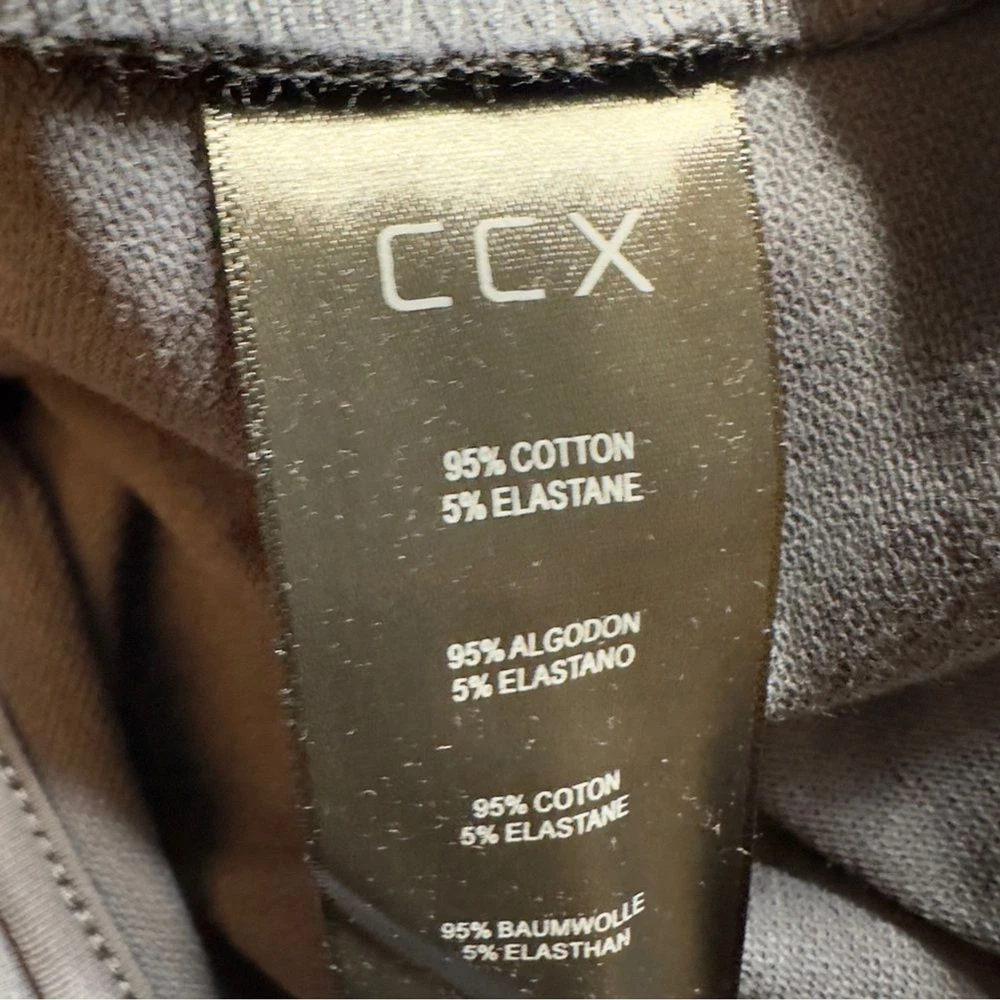 CCX
95% COTTON
5% ELASTANE
95% ALGODON
5% ELASTANO
95% COTON
5% ELASTANE
95% BAUMWOLLE
5% ELASTHAN